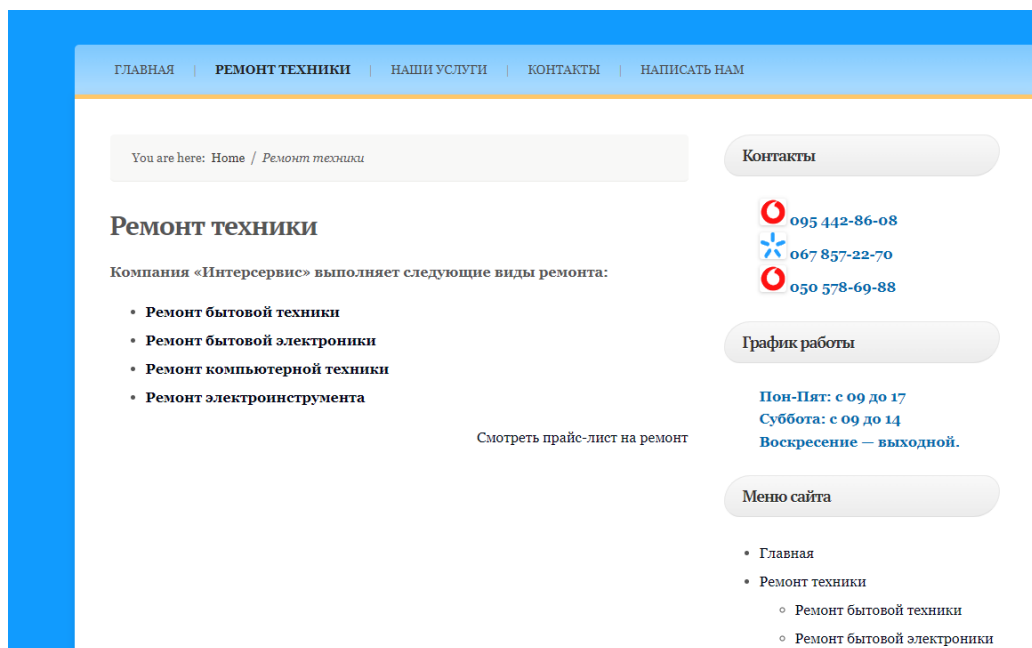 ГЛАВНАЯ | РЕМОНТ ТЕХНИКИ | НАШИ УСЛУГИ | КОНТАКТЫ | НАПИСАТЬ НАМ
You are here: Home / Ремонт техники
Ремонт техники
Компания «Интерсервис» выполняет следующие виды ремонта:
• Ремонт бытовой техники
• Ремонт бытовой электроники
• Ремонт компьютерной техники
• Ремонт электроинструмента
Смотреть прайс-лист на ремонт
Контакты
095 442-86-08
067 857-22-70
050 578-69-88
График работы
Пон-Пят: с 09 до 17
Суббота: с 09 до 14
Воскресение — выходной.
Меню сайта
• Главная
• Ремонт техники
◦ Ремонт бытовой техники
◦ Ремонт бытовой электроники